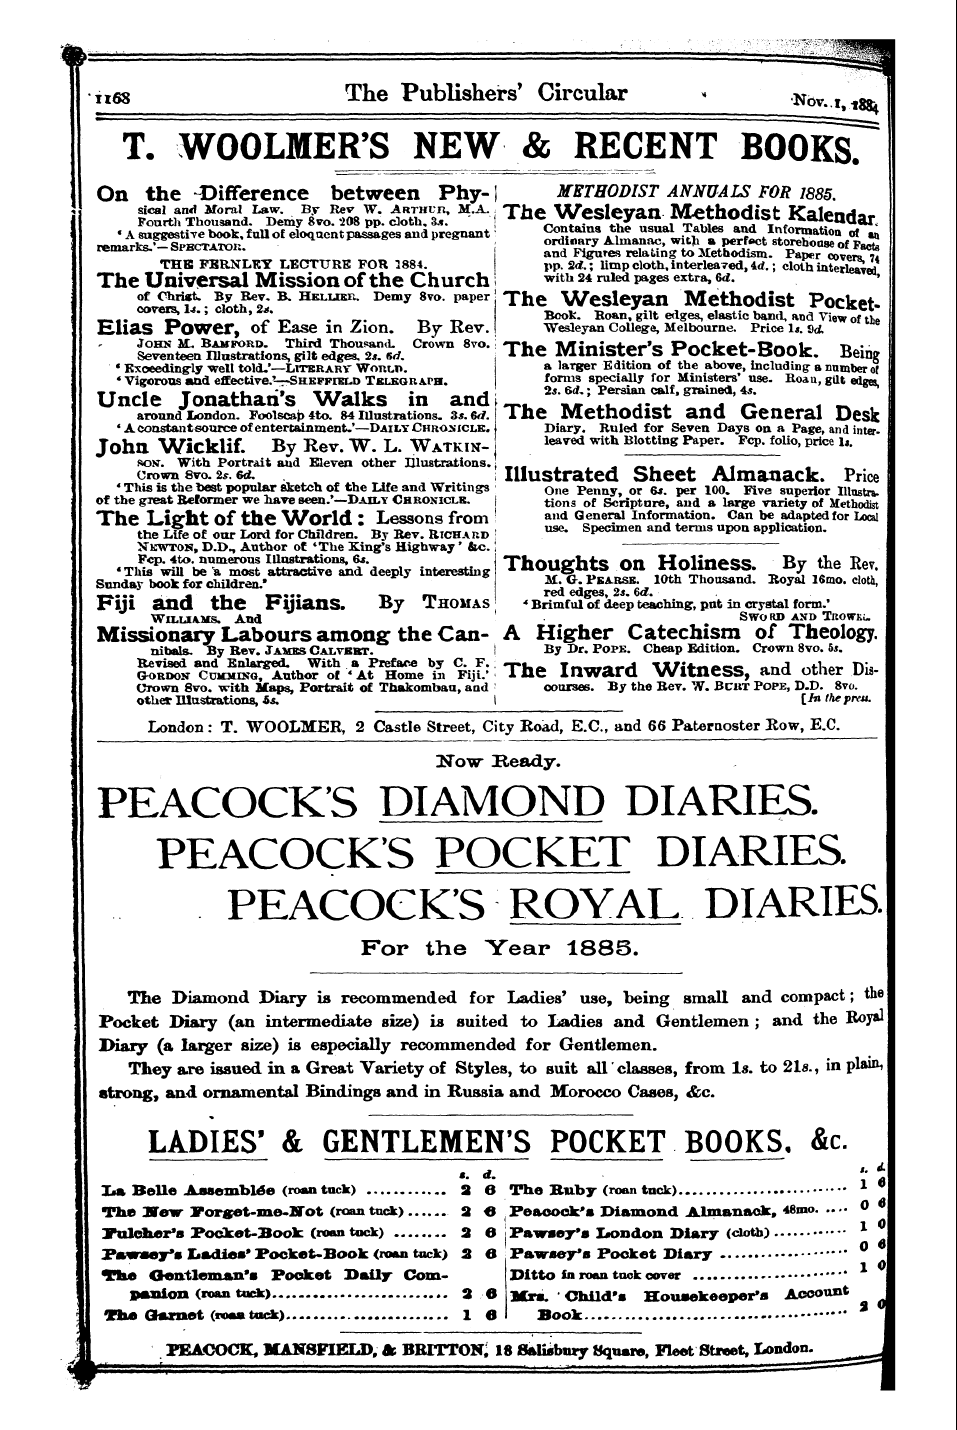 1168 The Publishers' Circular Nov. 1, 1884
T. WOOLMER'S NEW & RECENT BOOKS.
On the Difference between Phy-
sical and Moral Law. By Rev W. ARTHUR, M.A.
Fourth Thousand. Demy 8vo. 208 pp. cloth, 3s.
'A suggestive book, full of eloquent passages and pregnant
remarks.'—SPECTATOR.
THE FERNLEY LECTURE FOR 1884.
The Universal Mission of the Church
of Christ. By Rev. B. HELLIER. Demy 8vo. paper
covers, 1s.; cloth, 2s.
Elias Power, of Ease in Zion. By Rev.
JOHN M. BAMFORD. Third Thousand. Crown 8vo.
Seventeen Illustrations, gilt edges, 2s. 6d.
'Exceedingly well told.'—LITERARY WORLD.
'Vigorous and effective.'—SHEFFIELD TELEGRAPH.
Uncle Jonathan's Walks in and
around London. Foolscap 4to. 84 Illustrations. 3s. 6d.
'A constant source of entertainment.'—DAILY CHRONICLE.
John Wicklif. By Rev. W. L. WATKIN-
SON. With Portrait and Eleven other Illustrations.
Crown 8vo. 2s. 6d.
'This is the best popular sketch of the Life and Writings
of the great Reformer we have seen.'—DAILY CHRONICLE.
The Light of the World: Lessons from
the Life of our Lord for Children. By Rev. RICHARD
NEWTON, D.D., Author of 'The King's Highway' &c.
Fcp. 4to. numerous Illustrations, 6s.
'This will be a most attractive and deeply interesting
Sunday book for children.'
Fiji and the Fijians. By THOMAS
WILLIAMS. And
Missionary Labours among the Can-
nibals. By Rev. JAMES CALVERT.
Revised and Enlarged. With a Preface by C. F.
GORDON CUMMING, Author of 'At Home in Fiji.'
Crown 8vo. with Maps, Portrait of Thakombau, and
other Illustrations, 5s.
METHODIST ANNUALS FOR 1885.
The Wesleyan Methodist Kalendar.
Contains the usual Tables and Information of an
ordinary Almanac, with a perfect storehouse of Facts
and Figures relating to Methodism. Paper covers, 74
pp. 2d.; limp cloth, interleaved, 4d.; cloth interleaved,
with 24 ruled pages extra, 6d.
The Wesleyan Methodist Pocket-
Book. Roan, gilt edges, elastic band, and View of the
Wesleyan College, Melbourne. Price 1s. 9d.
The Minister's Pocket-Book. Being
a larger Edition of the above, including a number of
forms specially for Ministers' use. Roan, gilt edges,
2s. 6d.; Persian calf, grained, 4s.
The Methodist and General Desk
Diary. Ruled for Seven Days on a Page, and inter-
leaved with Blotting Paper. Fcp. folio, price 1s.
Illustrated Sheet Almanack. Price
One Penny, or 6s. per 100. Five superior Illustra-
tions of Scripture, and a large variety of Methodist
and General Information. Can be adapted for Local
use. Specimen and terms upon application.
Thoughts on Holiness. By the Rev.
M. G. PEARSE. 10th Thousand. Royal 16mo. cloth,
red edges, 2s. 6d.
'Brimful of deep teaching, put in crystal form.'
SWORD AND TROWEL.
A Higher Catechism of Theology.
By Dr. POPE. Cheap Edition. Crown 8vo. 5s.
The Inward Witness, and other Dis-
courses. By the Rev. W. BURT POPE, D.D. 8vo.
[In the press.
London: T. WOOLMER, 2 Castle Street, City Road, E.C., and 66 Paternoster Row, E.C.
Now Ready.
PEACOCK'S DIAMOND DIARIES.
PEACOCK'S POCKET DIARIES.
PEACOCK'S ROYAL DIARIES.
For the Year 1885.
The Diamond Diary is recommended for Ladies' use, being small and compact; the
Pocket Diary (an intermediate size) is suited to Ladies and Gentlemen; and the Royal
Diary (a larger size) is especially recommended for Gentlemen.
They are issued in a Great Variety of Styles, to suit all classes, from 1s. to 21s., in plain,
strong, and ornamental Bindings and in Russia and Morocco Cases, &c.
LADIES' & GENTLEMEN'S POCKET BOOKS, &c.
s. d.
La Belle Assemblée (roan tuck) ............ 2 6
The New Forget-me-Not (roan tuck) ...... 2 6
Fulcher's Pocket-Book (roan tuck) ........ 2 6
Pawsey's Ladies' Pocket-Book (roan tuck) 2 6
The Gentleman's Pocket Daily Com-
panion (roan tuck) .......................... 2 6
The Garnet (roan tuck) ........................ 1 6
s. d.
The Ruby (roan tuck) ......................... 1 6
Peacock's Diamond Almanack, 48mo. .... 0 6
Pawsey's London Diary (cloth) ............ 1 0
Pawsey's Pocket Diary ................... 0 6
Ditto in roan tuck cover ....................... 1 0
Mrs. Child's Housekeeper's Account
Book ....................................... 2 0
PEACOCK, MANSFIELD, & BRITTON, 18 Salisbury Square, Fleet Street, London.